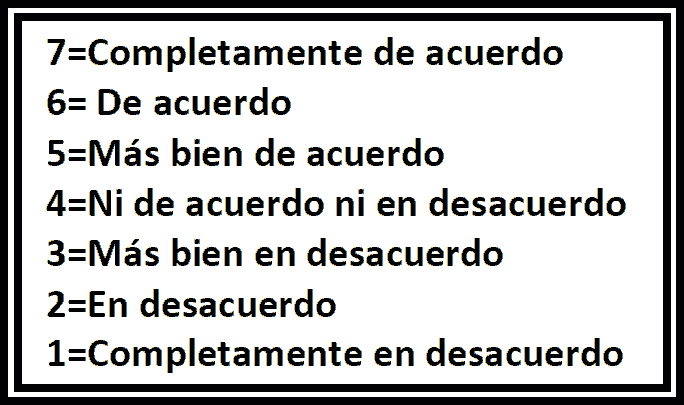 7=Completamente de acuerdo
6= De acuerdo
5=Más bien de acuerdo
4=Ni de acuerdo ni en desacuerdo
3=Más bien en desacuerdo
2=En desacuerdo
1=Completamente en desacuerdo